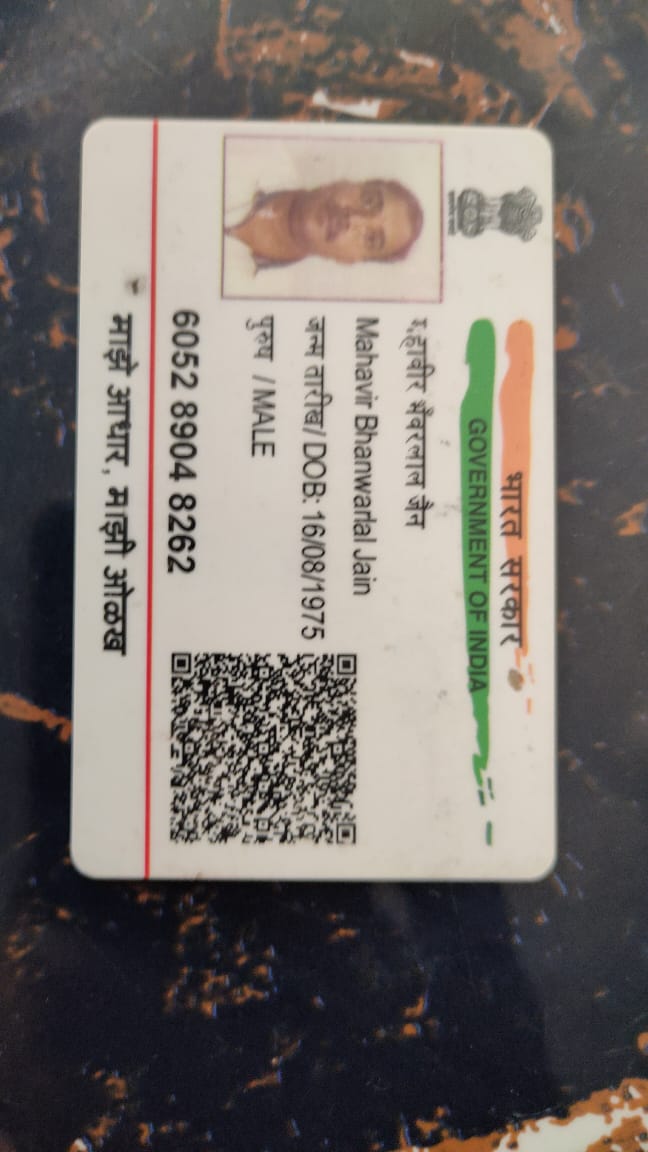 भारत सरकार
GOVERNMENT OF INDIA
भँवरलाल जैन
Mahavir Bhanwarlal Jain
जन्म तारीख/ DOB: 16/08/1975
पुरुष / MALE
6052 8904 8262
माझे आधार, माझी ओळख